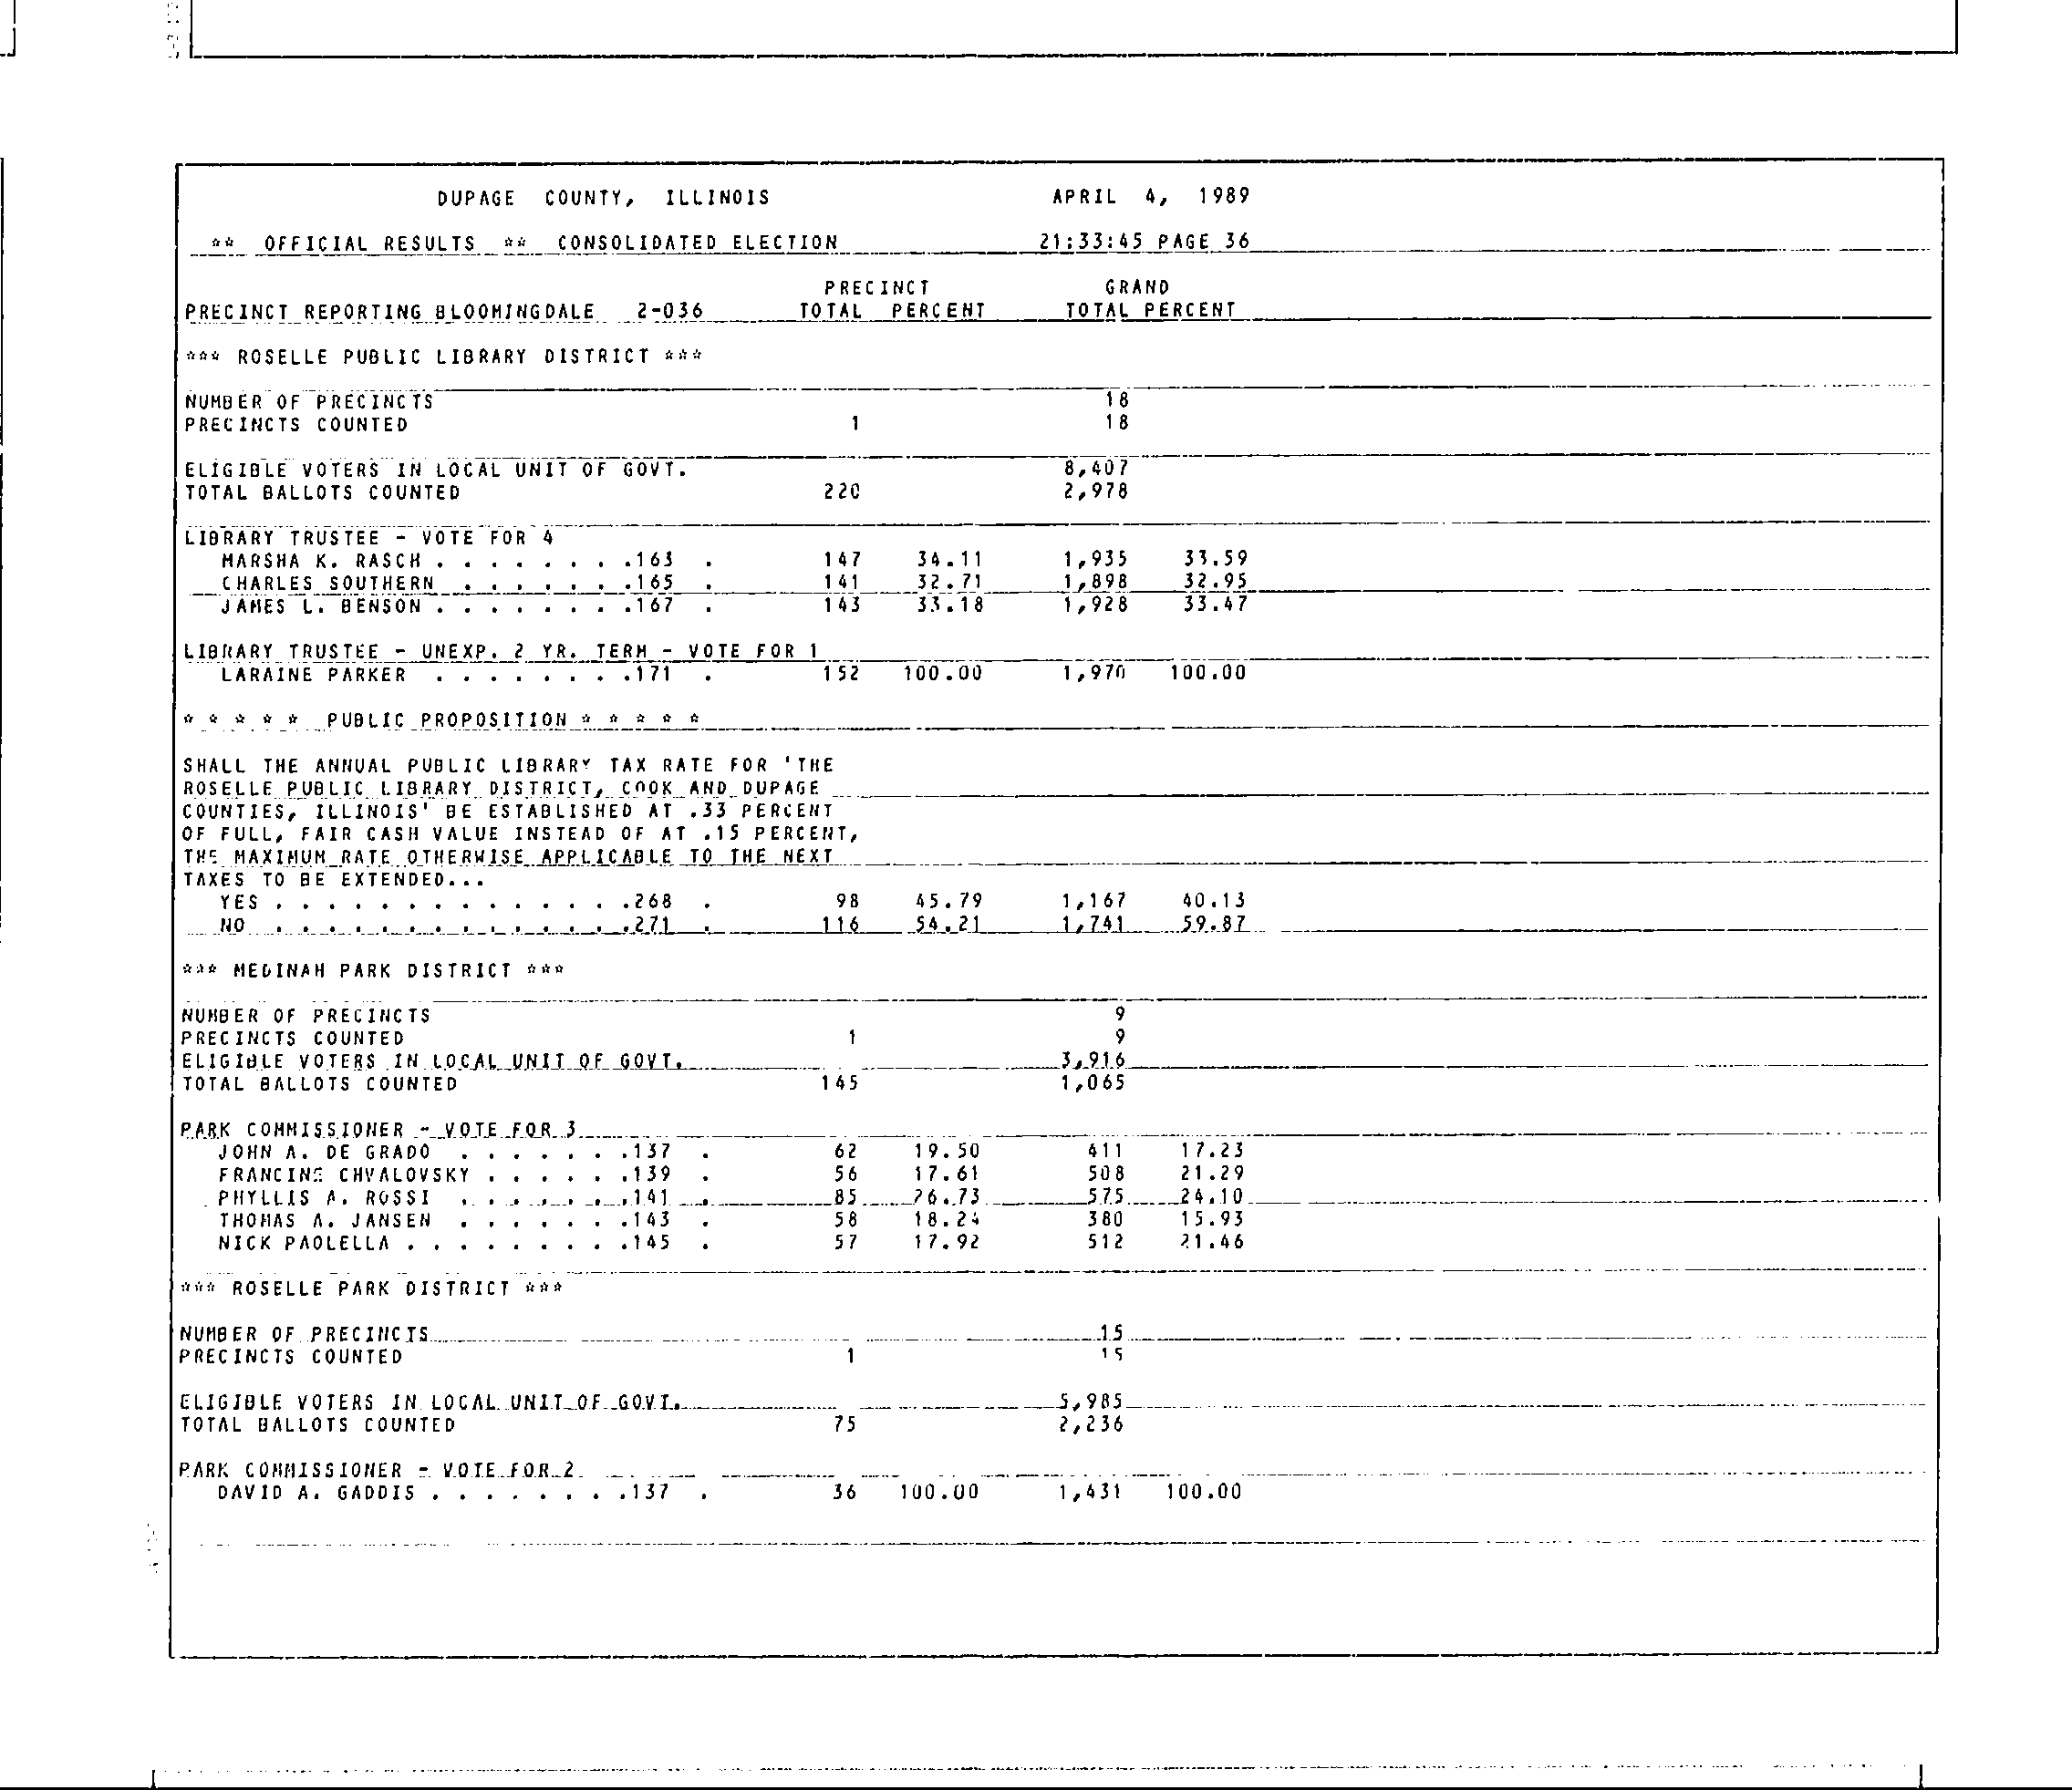 DUPAGE COUNTY, ILLINOIS APRIL 4, 1989
** OFFICIAL RESULTS ** CONSOLIDATED ELECTION 21:33:45 PAGE 36
PRECINCT GRAND
PRECINCT REPORTING BLOOMINGDALE 2-036 TOTAL PERCENT TOTAL PERCENT
*** ROSELLE PUBLIC LIBRARY DISTRICT ***
NUMBER OF PRECINCTS 18
PRECINCTS COUNTED 1 18
ELIGIBLE VOTERS IN LOCAL UNIT OF GOVT. 8,407
TOTAL BALLOTS COUNTED 220 2,978
LIBRARY TRUSTEE - VOTE FOR 4
MARSHA K. RASCH . . . . . . . .163 . 147 34.11 1,935 33.59
CHARLES SOUTHERN . . . . . . .165 . 141 32.71 1,898 32.95
JAMES L. BENSON . . . . . . . .167 . 143 33.18 1,928 33.47
LIBRARY TRUSTEE - UNEXP. 2 YR. TERM - VOTE FOR 1
LARAINE PARKER . . . . . . . .171 . 152 100.00 1,970 100.00
* * * * * PUBLIC PROPOSITION * * * * *
SHALL THE ANNUAL PUBLIC LIBRARY TAX RATE FOR 'THE
ROSELLE PUBLIC LIBRARY DISTRICT, COOK AND DUPAGE
COUNTIES, ILLINOIS' BE ESTABLISHED AT .33 PERCENT
OF FULL, FAIR CASH VALUE INSTEAD OF AT .15 PERCENT,
THE MAXIMUM RATE OTHERWISE APPLICABLE TO THE NEXT
TAXES TO BE EXTENDED...
YES . . . . . . . . . . . . . .268 . 98 45.79 1,167 40.13
NO . . . . . . . . . . . . . .271 . 116 54.21 1,741 59.87
*** MEDINAH PARK DISTRICT ***
NUMBER OF PRECINCTS 9
PRECINCTS COUNTED 1 9
ELIGIBLE VOTERS IN LOCAL UNIT OF GOVT. 3,916
TOTAL BALLOTS COUNTED 145 1,065
PARK COMMISSIONER - VOTE FOR 3
JOHN A. DE GRADO . . . . . . .137 . 62 19.50 411 17.23
FRANCINE CHVALOVSKY . . . . . .139 . 56 17.61 508 21.29
PHYLLIS A. ROSSI . . . . . . .141 . 85 26.73 575 24.10
THOMAS A. JANSEN . . . . . . .143 . 58 18.24 380 15.93
NICK PAOLELLA . . . . . . . . .145 . 57 17.92 512 21.46
*** ROSELLE PARK DISTRICT ***
NUMBER OF PRECINCTS 15
PRECINCTS COUNTED 1 15
ELIGIBLE VOTERS IN LOCAL UNIT OF GOVT. 5,985
TOTAL BALLOTS COUNTED 75 2,236
PARK COMMISSIONER - VOTE FOR 2
DAVID A. GADDIS . . . . . . . .137 . 36 100.00 1,431 100.00